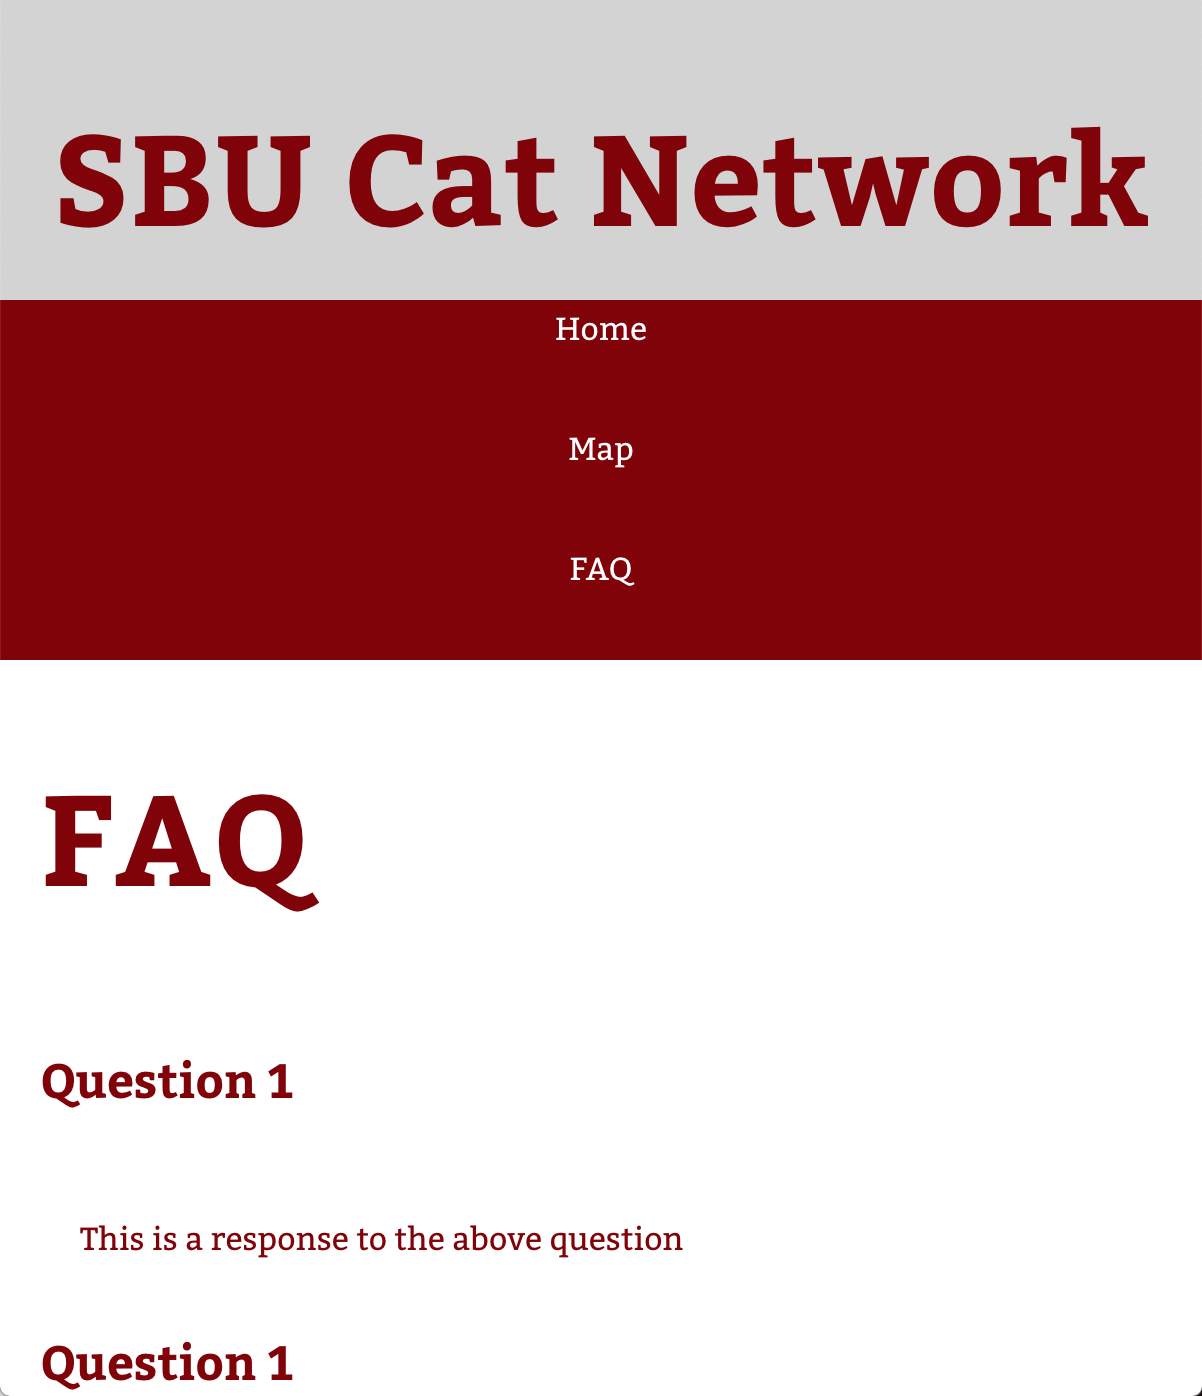 SBU Cat Network
Home
Map
FAQ
FAQ
Question 1
This is a response to the above question
Question 1